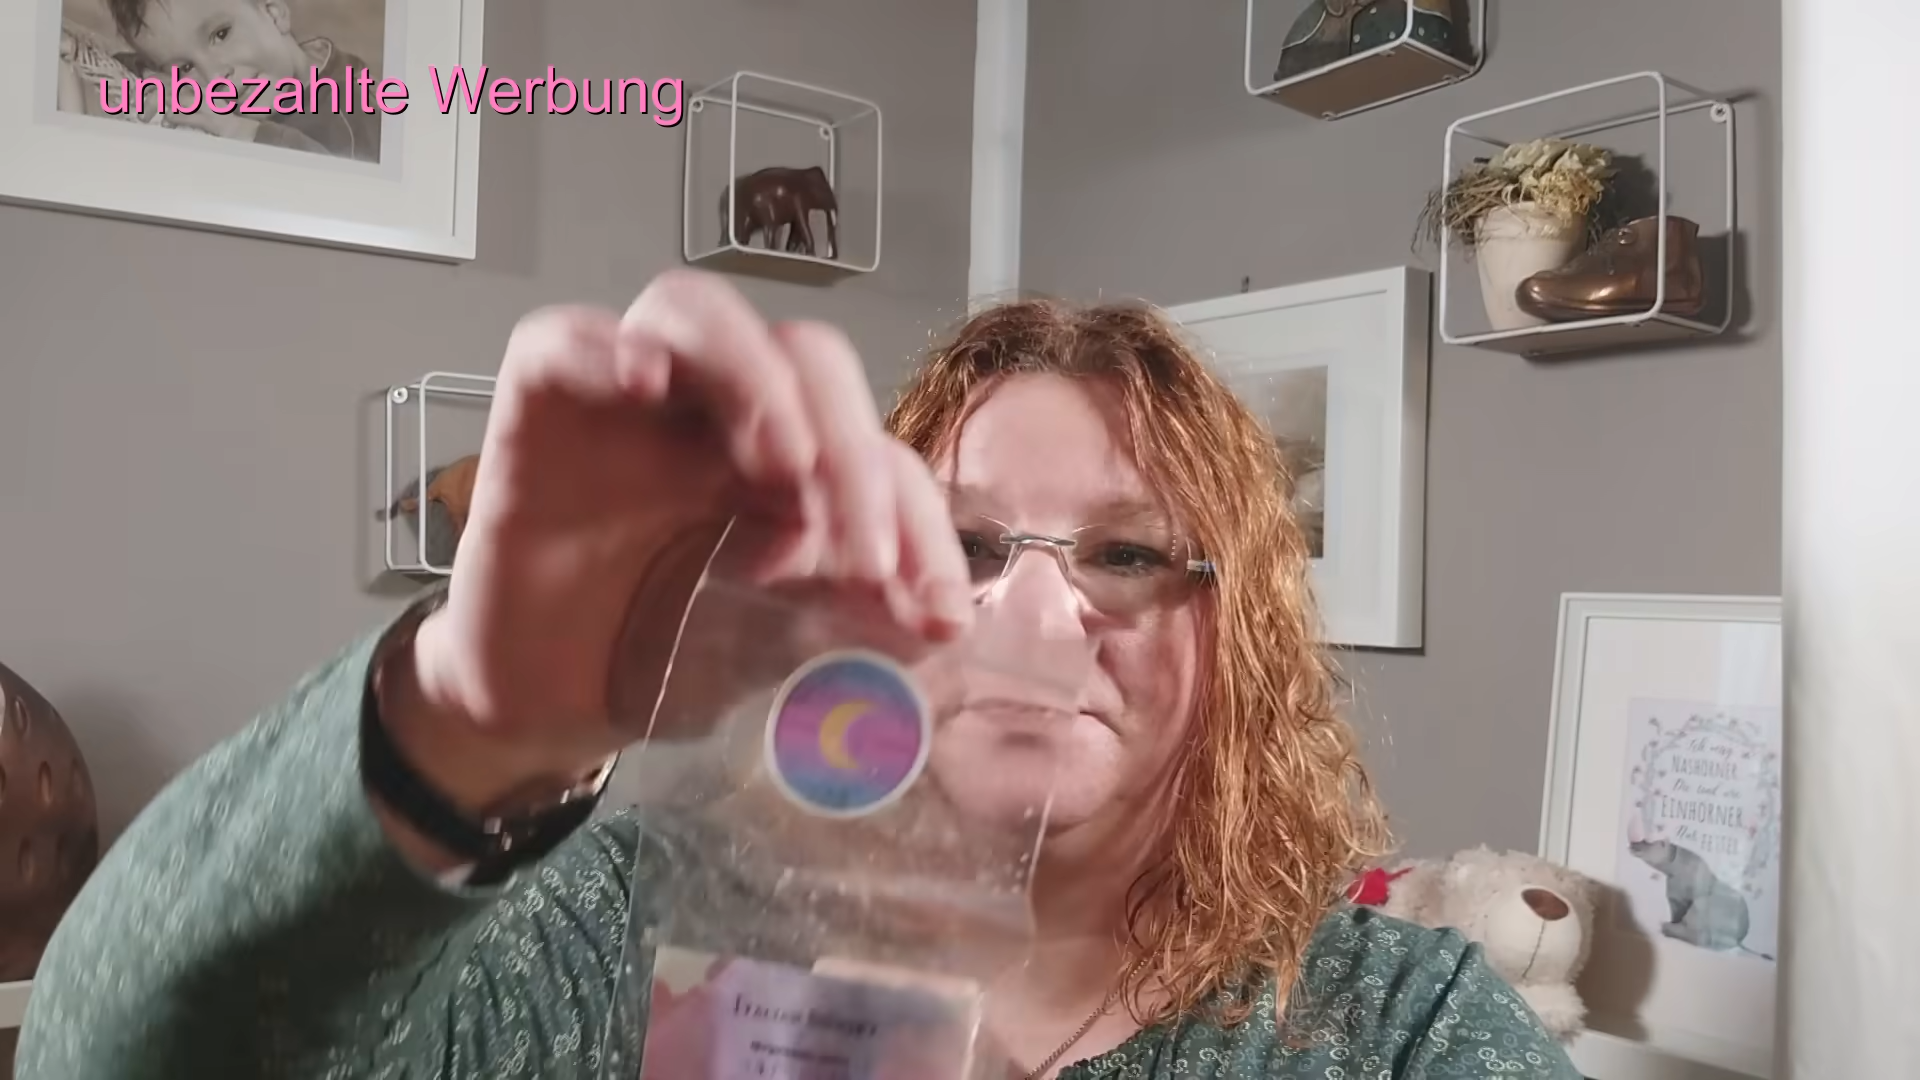 unbezahlte Werbung
Ich mag
NASHÖRNER
Die sind wie
EINHÖRNER
Nur FETTER